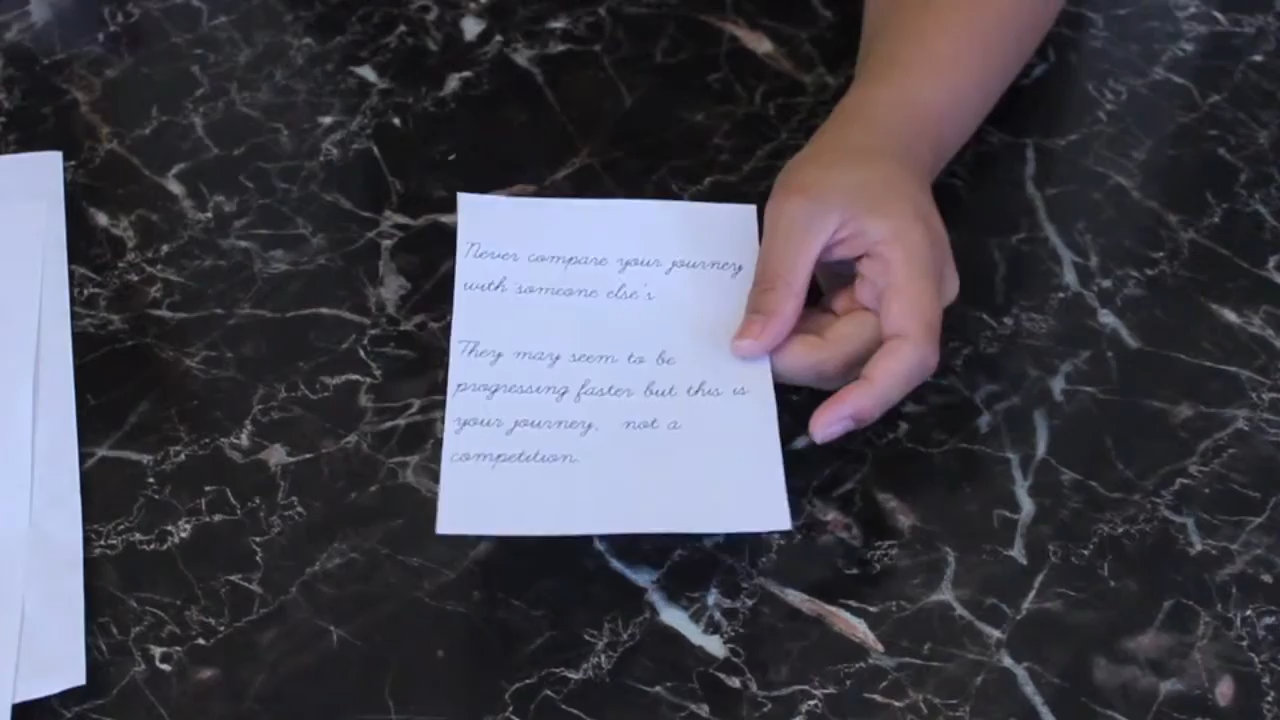 Never compare your journey
with someone else's
They may seem to be
progressing faster but this is
your journey, not a
competition.